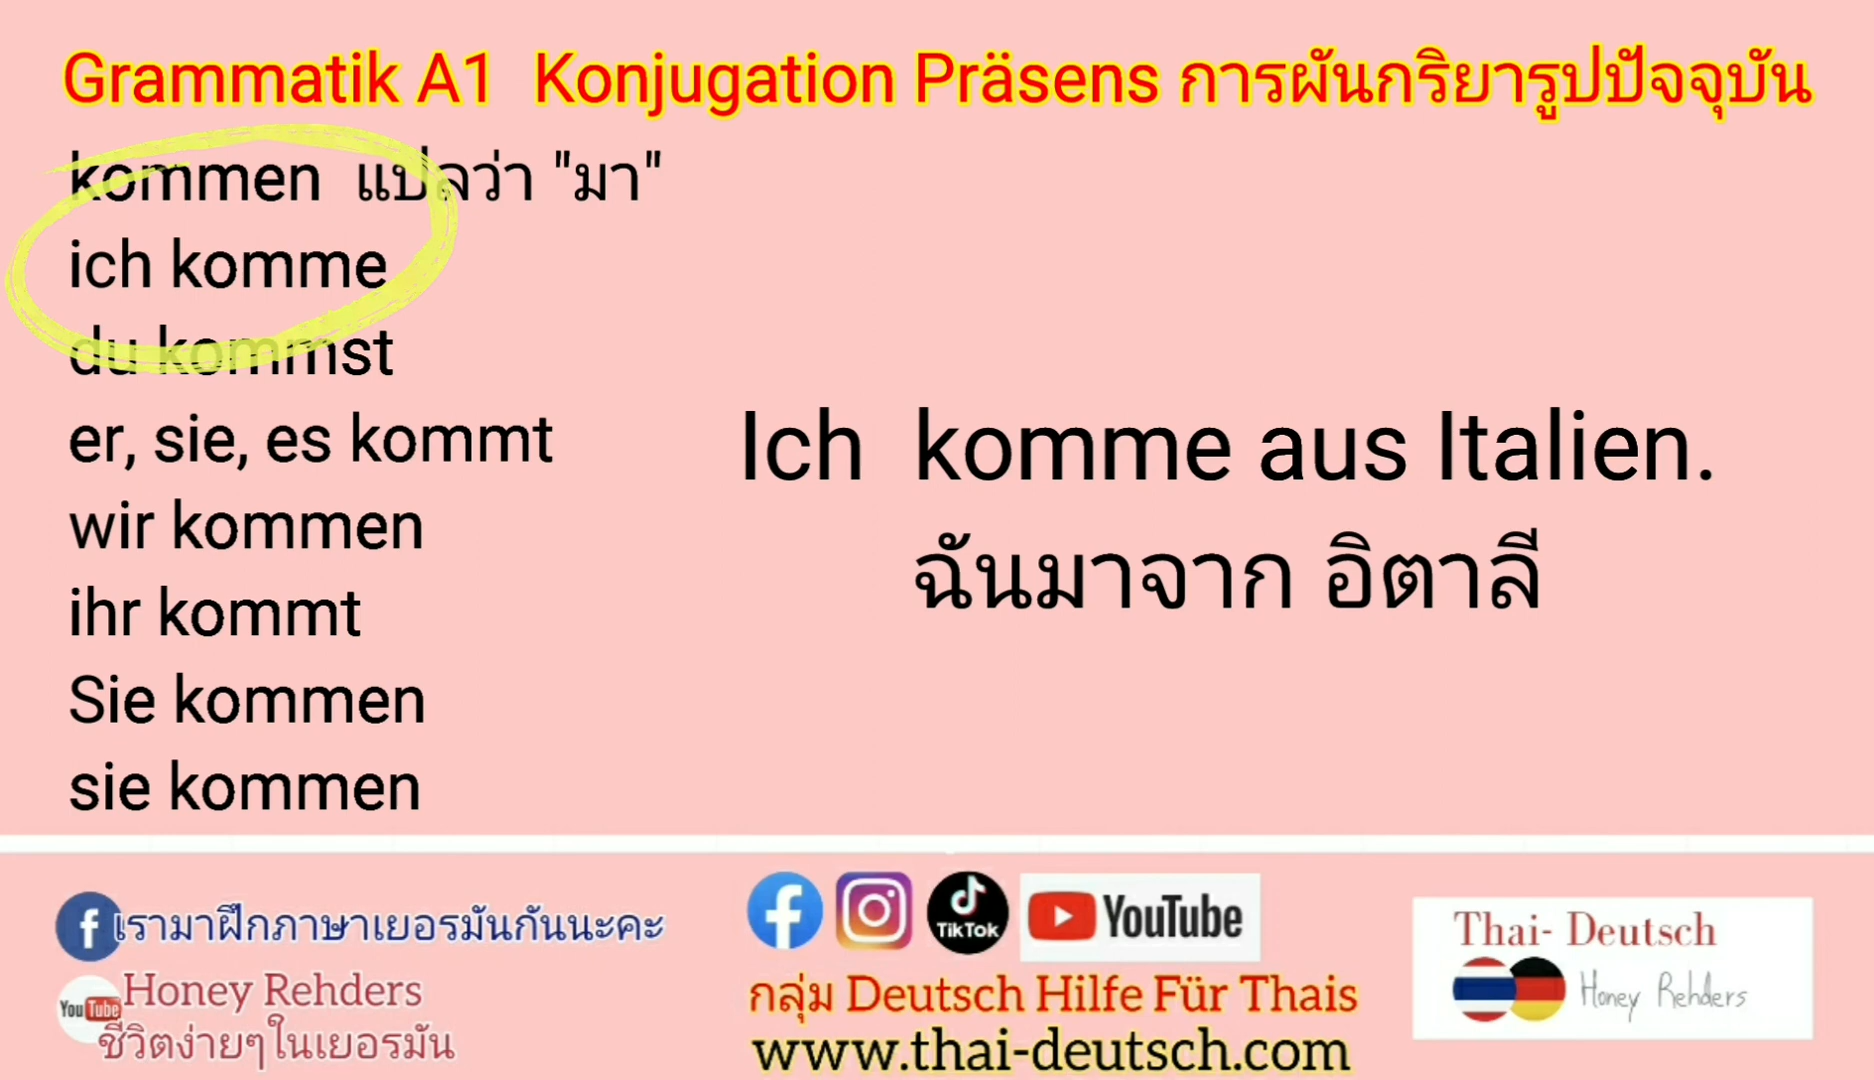 Grammatik A1 Konjugation Präsens การผันกริยารูปปัจจุบัน
kommen แปลว่า "มา"
ich komme
du kommst
er, sie, es kommt
wir kommen
ihr kommt
Sie kommen
sie kommen
Ich komme aus Italien.
ฉันมาจาก อิตาลี
เรามาฝึกภาษาเยอรมันกันนะคะ
YouTube Honey Rehders
ชีวิตง่ายๆในเยอรมัน
TikTok YouTube
กลุ่ม Deutsch Hilfe Für Thais
www.thai-deutsch.com
Thai- Deutsch
Honey Rehders